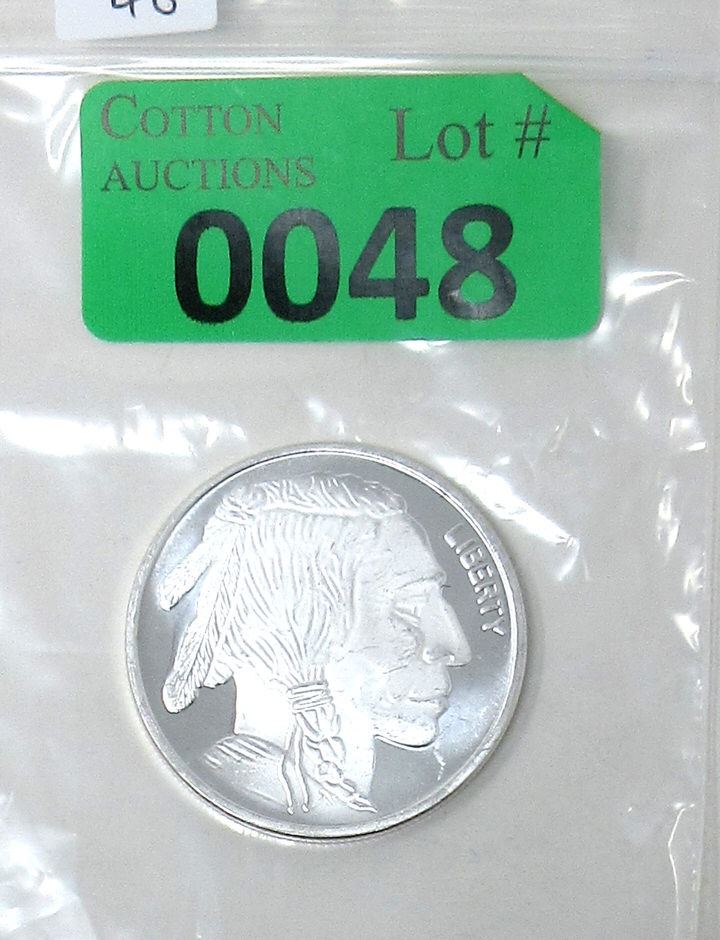 COTTON
AUCTIONS
Lot #
0048
LIBERTY